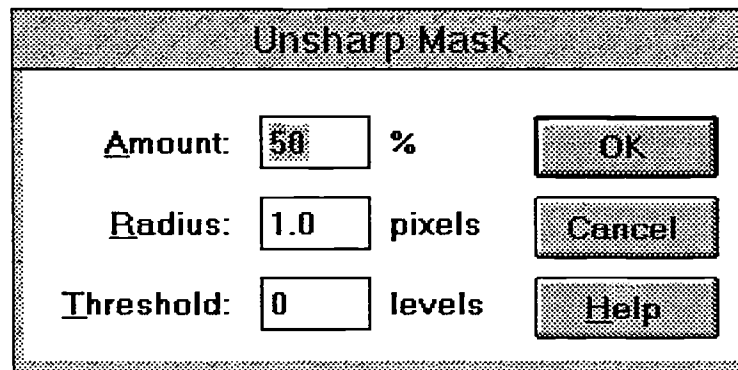 Unsharp Mask
Amount: 50 % OK
Radius: 1.0 pixels Cancel
Threshold: 0 levels Help